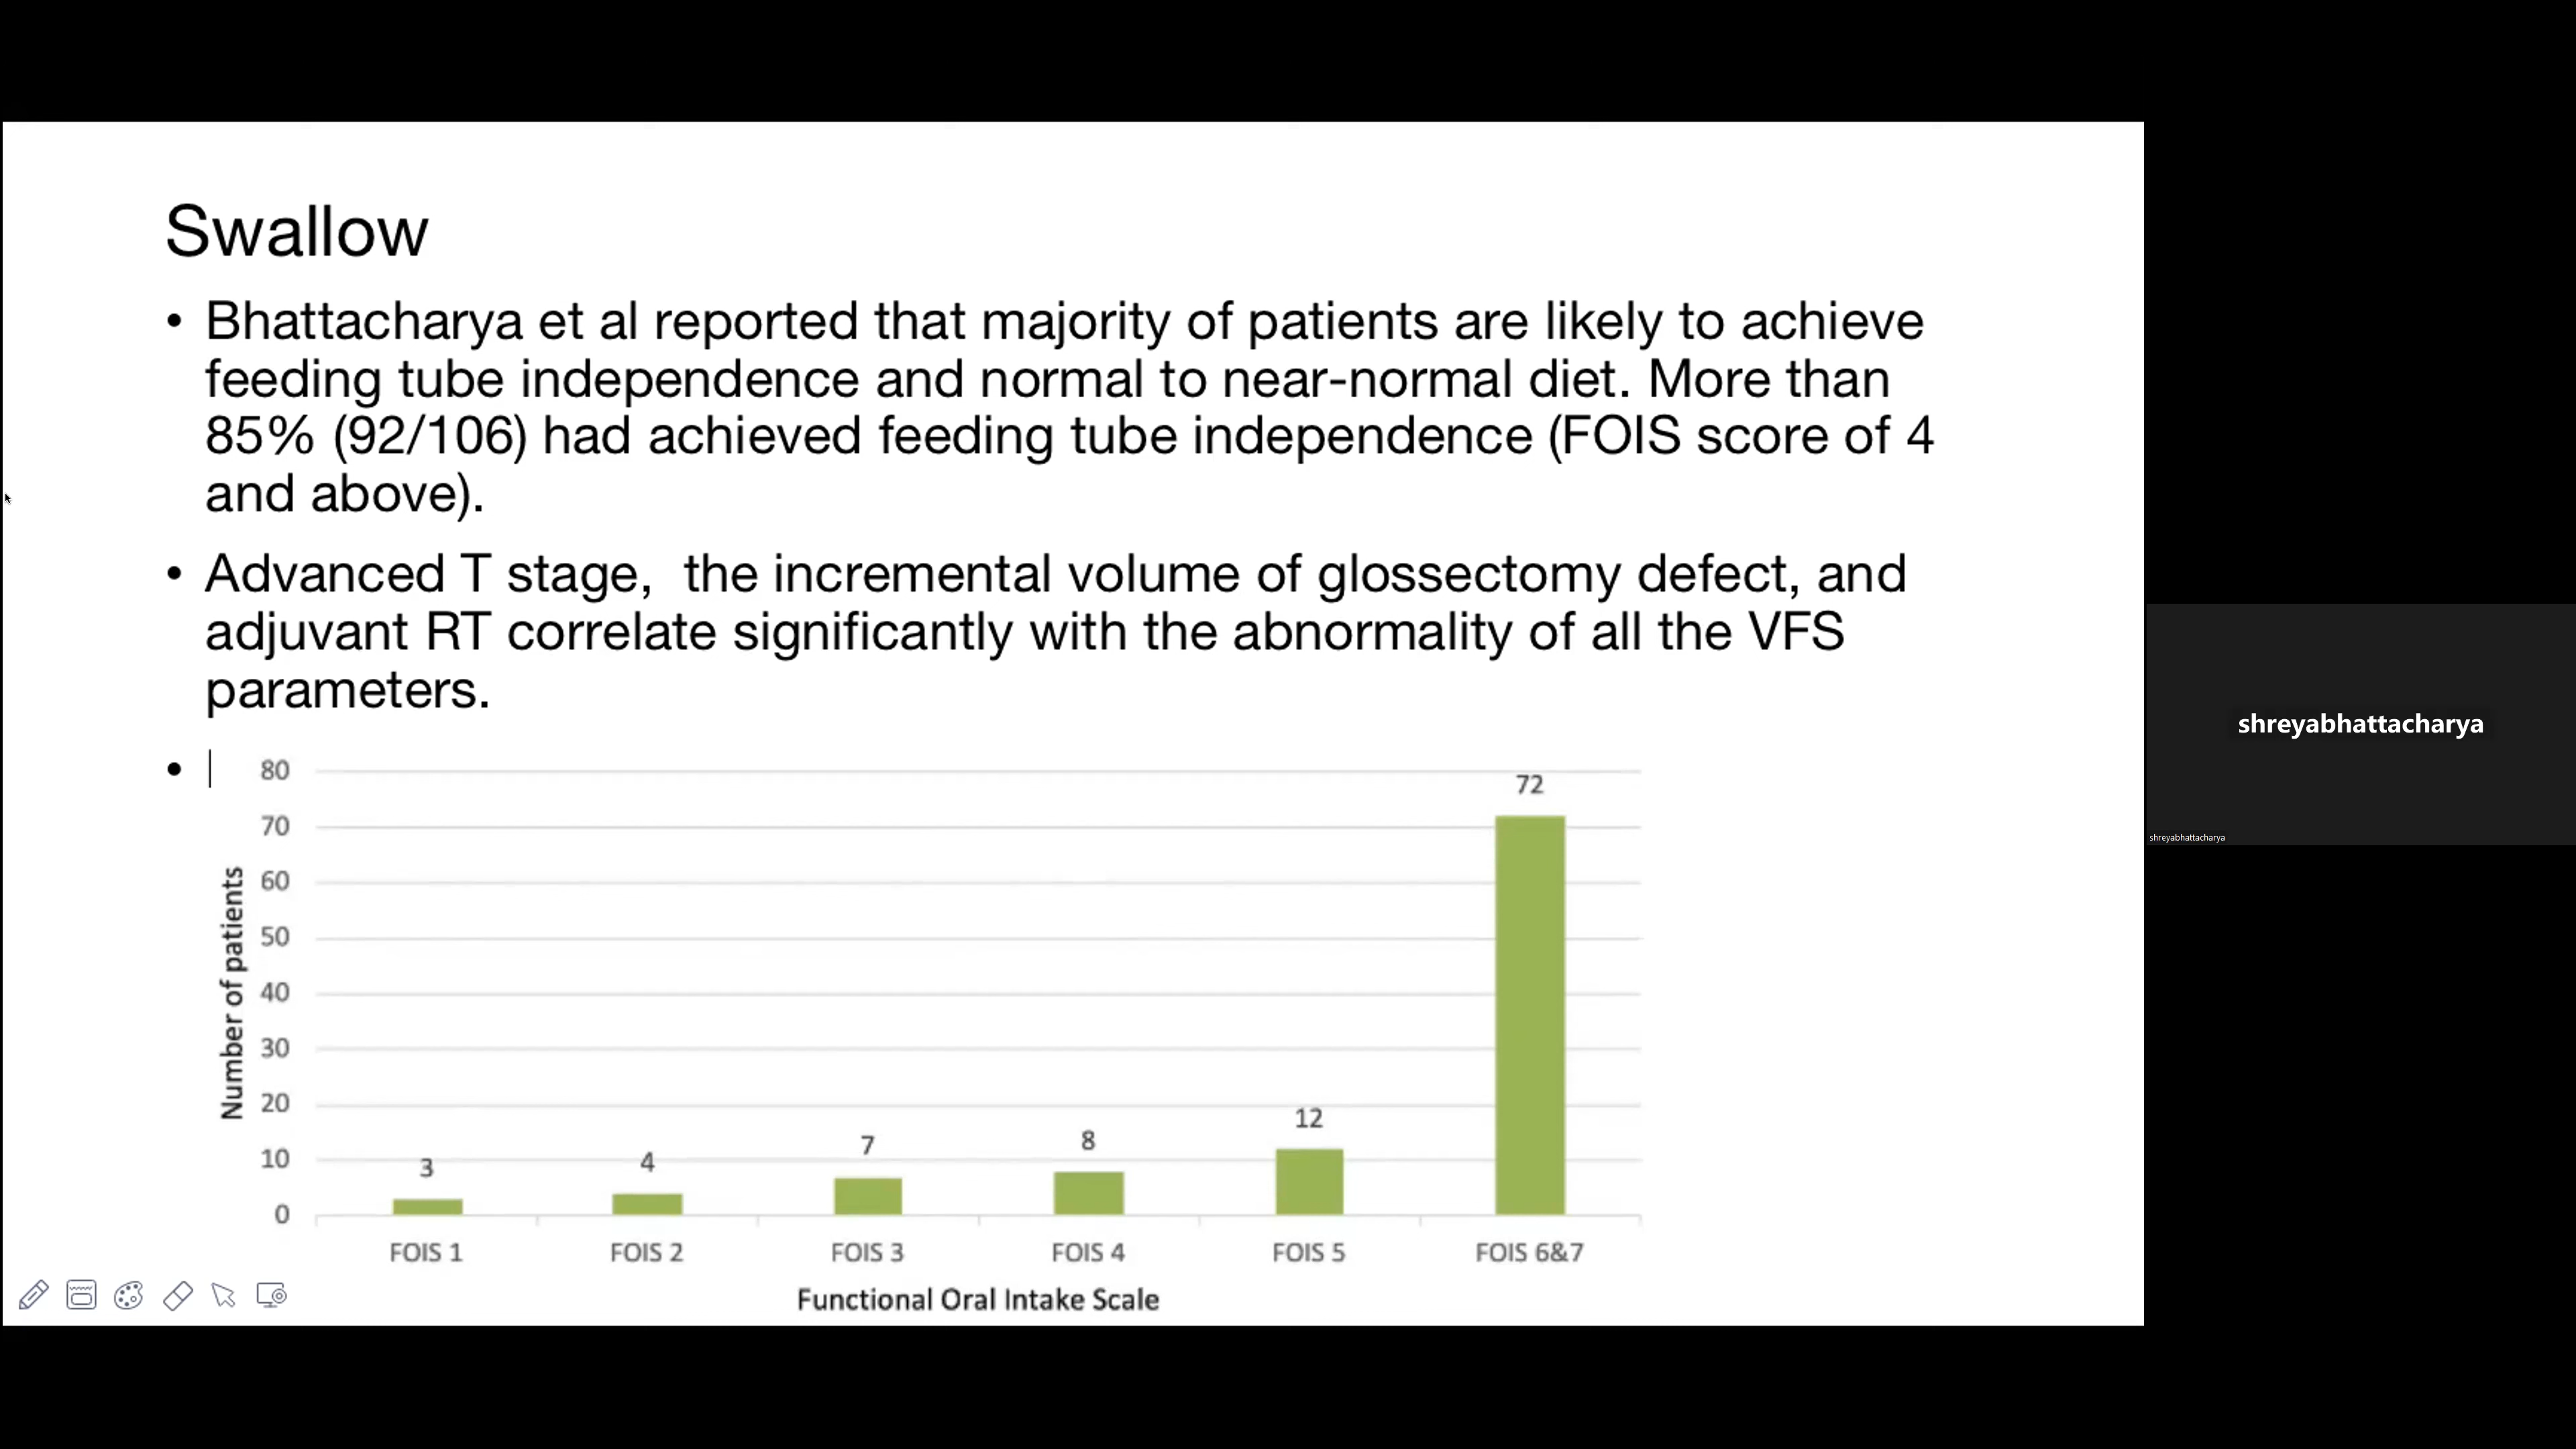 Swallow
• Bhattacharya et al reported that majority of patients are likely to achieve
feeding tube independence and normal to near-normal diet. More than
85% (92/106) had achieved feeding tube independence (FOIS score of 4
and above).
• Advanced T stage,  the incremental volume of glossectomy defect, and
adjuvant RT correlate significantly with the abnormality of all the VFS
parameters.
•
80
70
60
50
40
30
20
10
0
Number of patients
3
4
7
8
12
72
FOIS 1
FOIS 2
FOIS 3
FOIS 4
FOIS 5
FOIS 6&7
Functional Oral Intake Scale
shreyabhattacharya
shreyabhattacharya